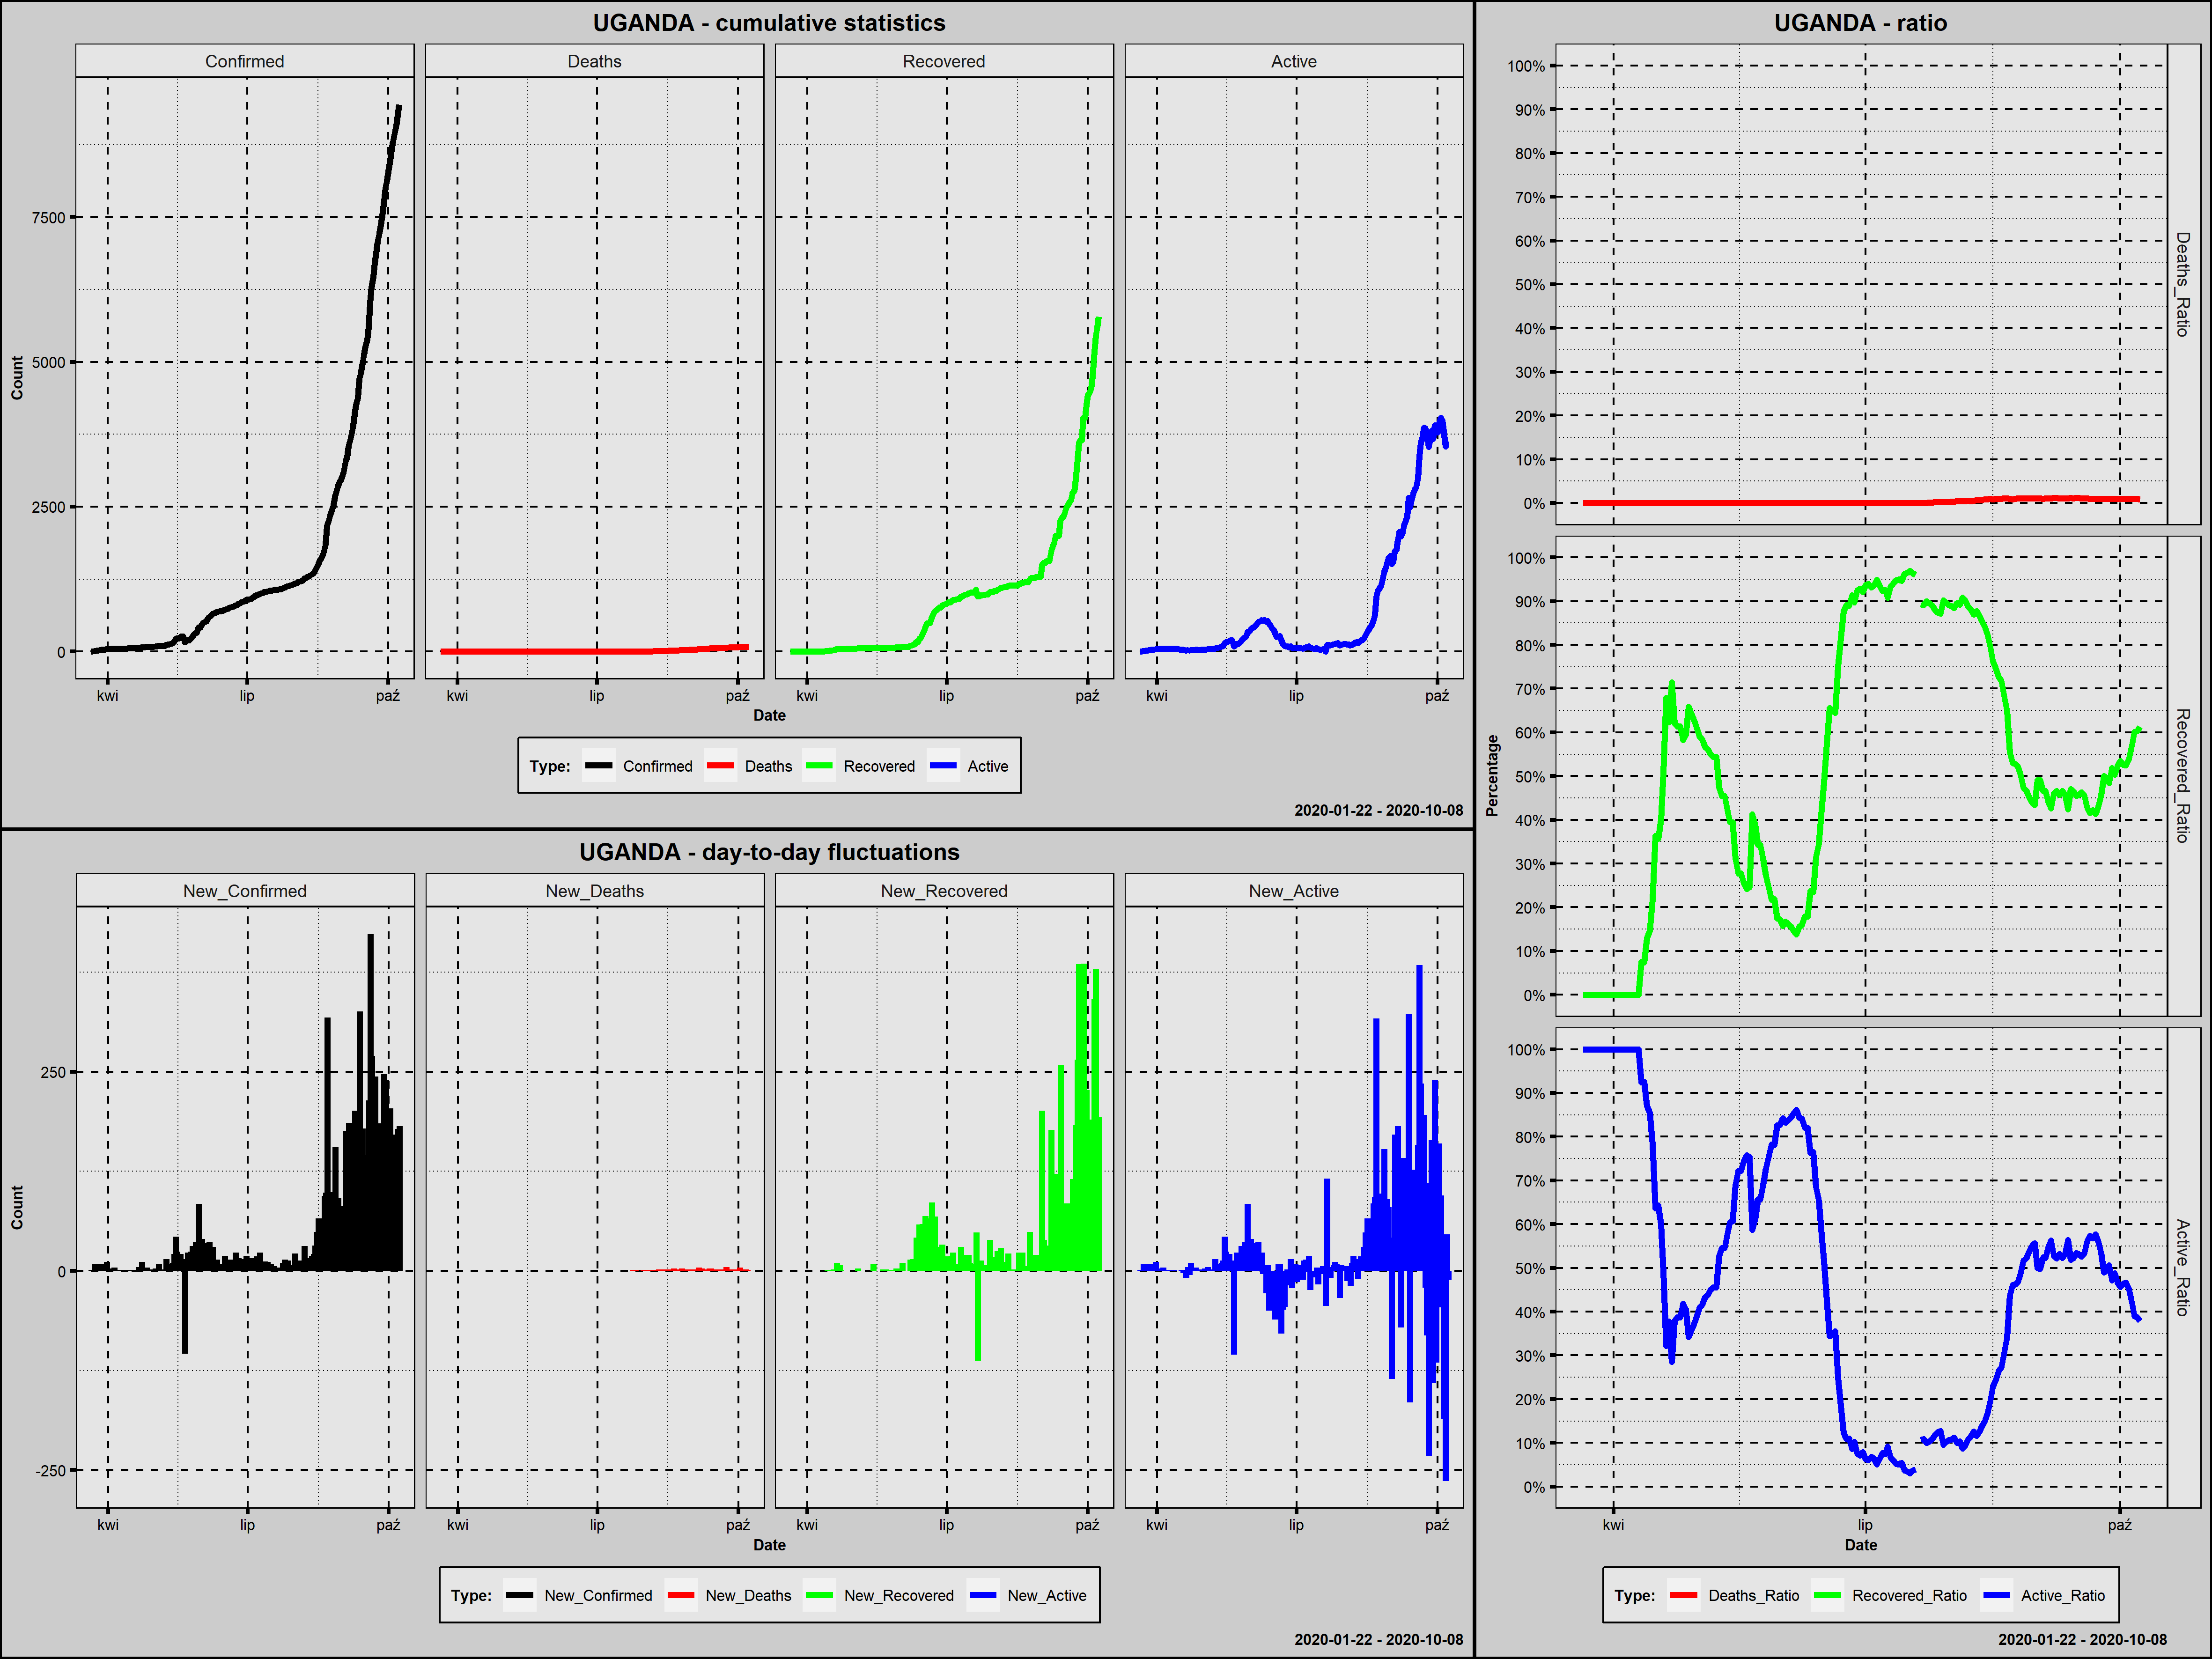 UGANDA - cumulative statistics
Confirmed Deaths Recovered Active
Count
7500
5000
2500
0
kwi lip paź kwi lip paź kwi lip paź kwi lip paź
Date
Type: Confirmed Deaths Recovered Active
2020-01-22 - 2020-10-08
UGANDA - day-to-day fluctuations
New_Confirmed New_Deaths New_Recovered New_Active
Count
250
0
-250
kwi lip paź kwi lip paź kwi lip paź kwi lip paź
Date
Type: New_Confirmed New_Deaths New_Recovered New_Active
2020-01-22 - 2020-10-08
UGANDA - ratio
Percentage
100%
90%
80%
70%
60%
50%
40%
30%
20%
10%
0%
Deaths_Ratio
100%
90%
80%
70%
60%
50%
40%
30%
20%
10%
0%
Recovered_Ratio
100%
90%
80%
70%
60%
50%
40%
30%
20%
10%
0%
Active_Ratio
kwi lip paź
Date
Type: Deaths_Ratio Recovered_Ratio Active_Ratio
2020-01-22 - 2020-10-08